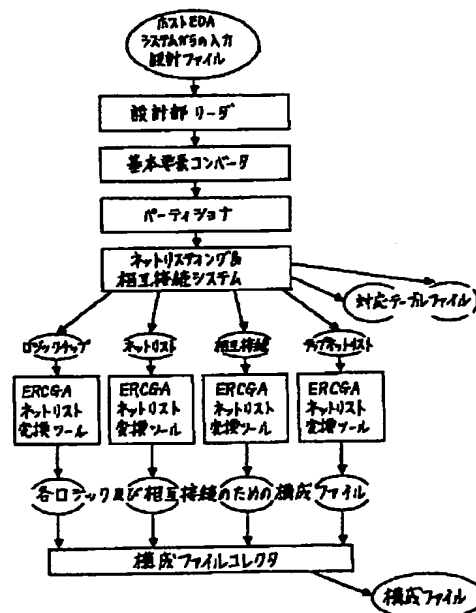 ホストEDA
システムからの入力
設計ファイル
設計部リーダ
基本要素コンバータ
パーティショナ
ネットリスティング及
相互接続システム
対応テーブルファイル
ロジックチップ
ネットリスト
相互接続
チップネットリスト
ERCGA
ネットリスト
変換ツール
ERCGA
ネットリスト
変換ツール
ERCGA
ネットリスト
変換ツール
ERCGA
ネットリスト
変換ツール
各ロヂック及び相互接続のための構成ファイル
構成ファイルコレクタ
構成ファイル